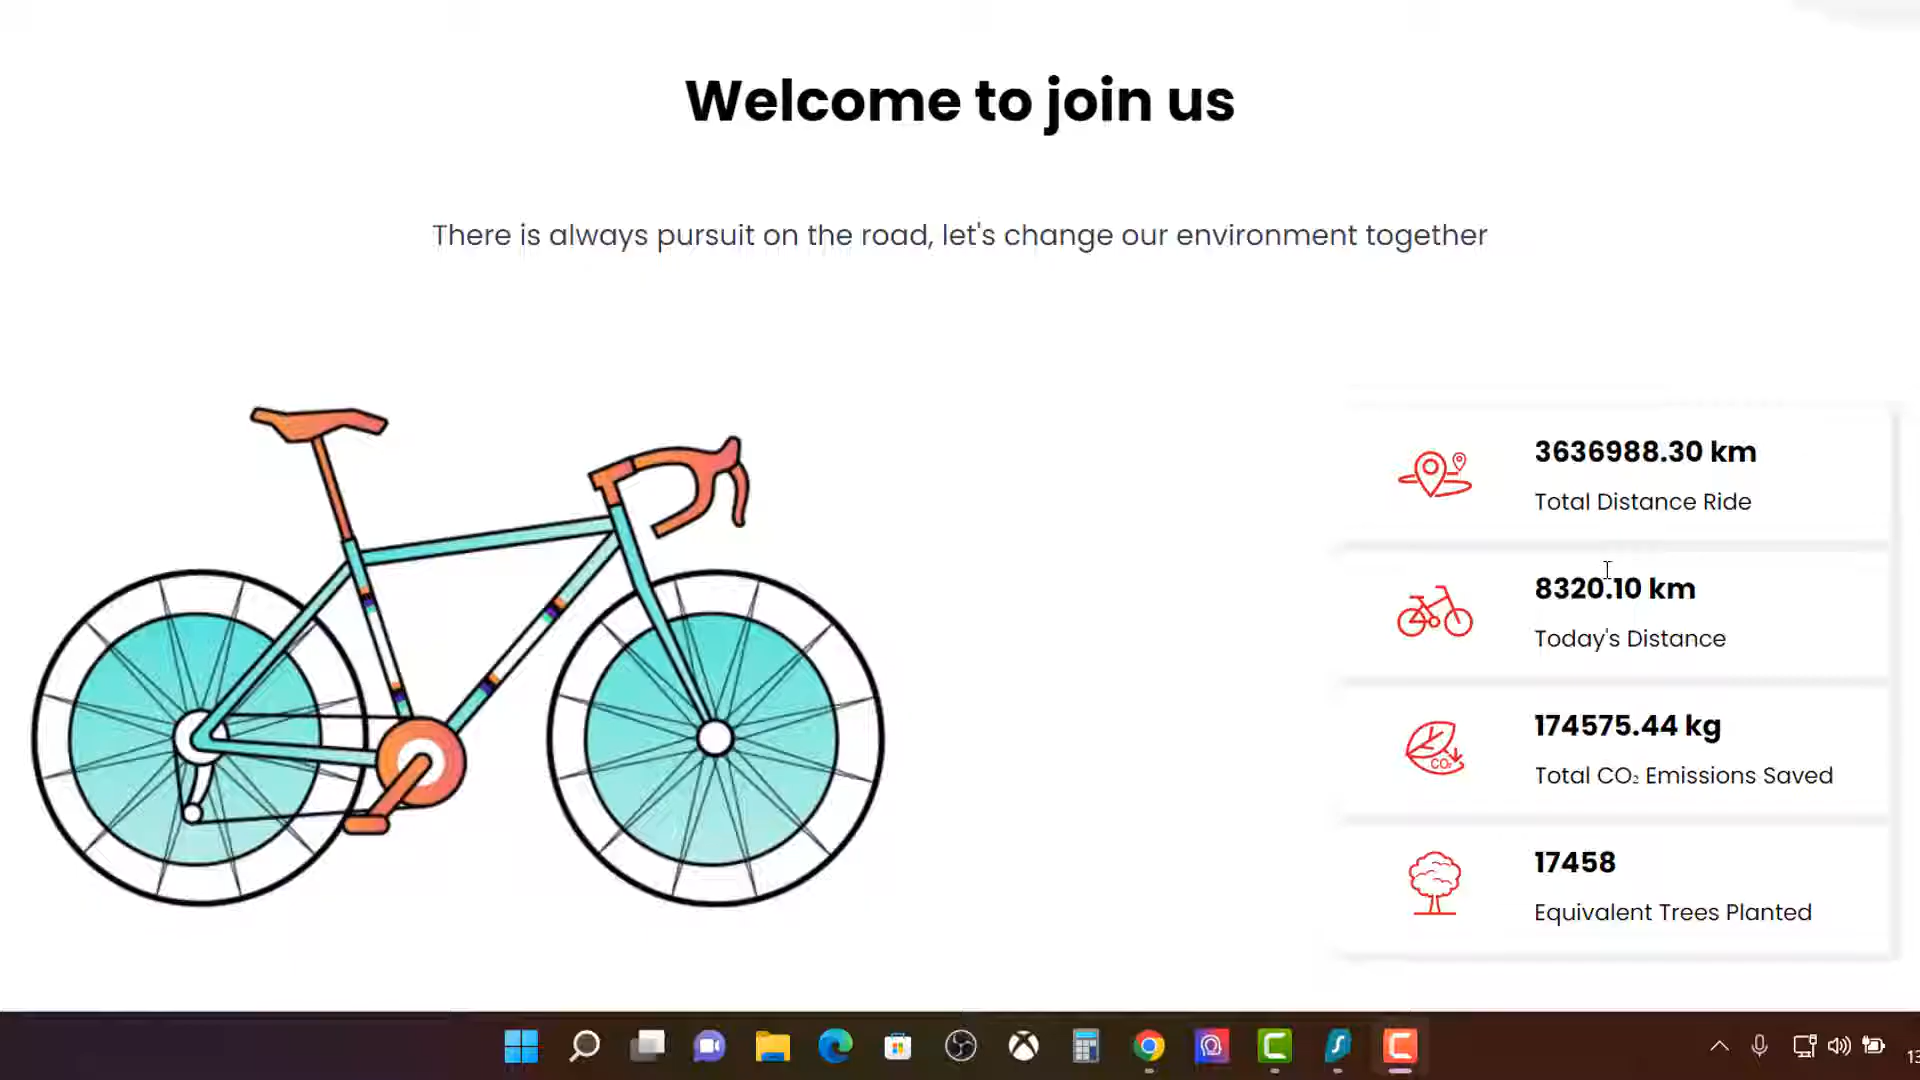 Welcome to join us
There is always pursuit on the road, let's change our environment together
3636988.30 km
Total Distance Ride
8320.10 km
Today's Distance
174575.44 kg
Total CO₂ Emissions Saved
CO₂
17458
Equivalent Trees Planted